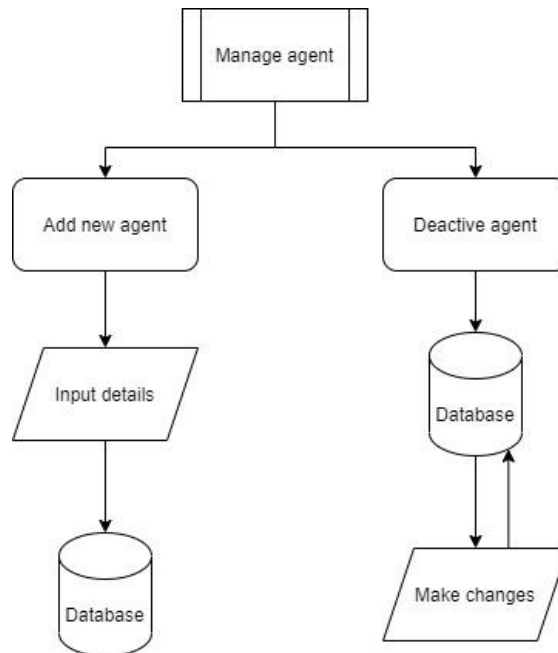 Manage agent
Add new agent
Deactive agent
Input details
Database
Database
Make changes